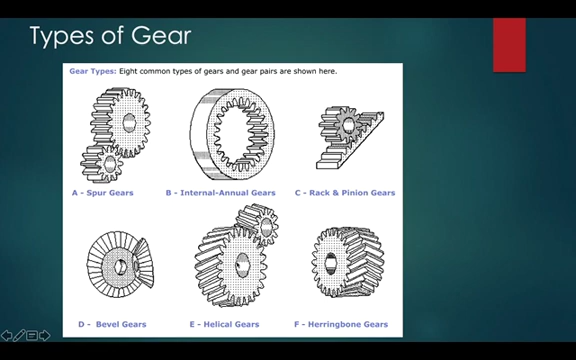 Types of Gear
Gear Types: Eight common types of gears and gear pairs are shown here.
A - Spur Gears
B - Internal-Annual Gears
C - Rack & Pinion Gears
D - Bevel Gears
E - Helical Gears
F - Herringbone Gears